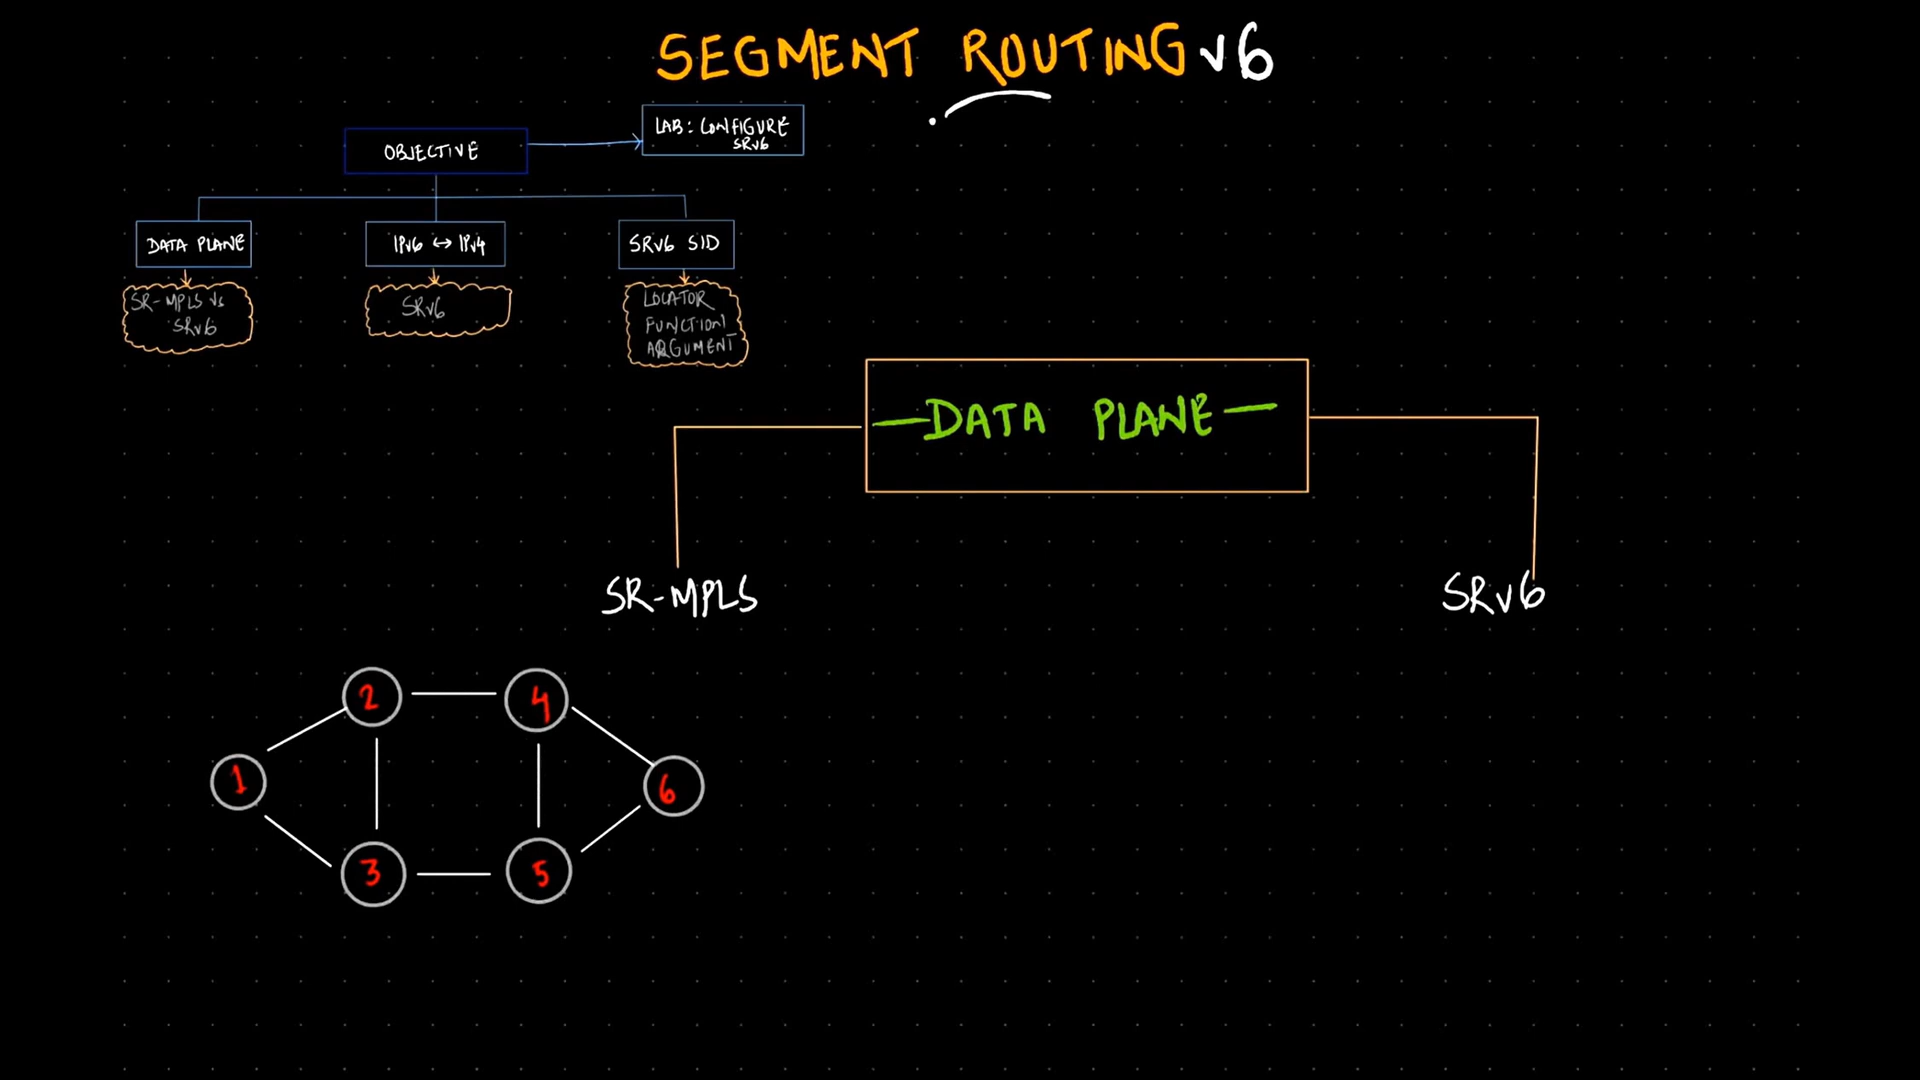 SEGMENT ROUTING v6
LAB: CONFIGURE
SRv6
OBJECTIVE
DATA PLANE
IPv6 ↔ IPv4
SRv6 SID
SR-MPLS Vs
SRv6
SRv6
LOCATOR
FUNCTION
ARGUMENT
—DATA PLANE—
SR-MPLS
SRv6
2
4
1
6
3
5